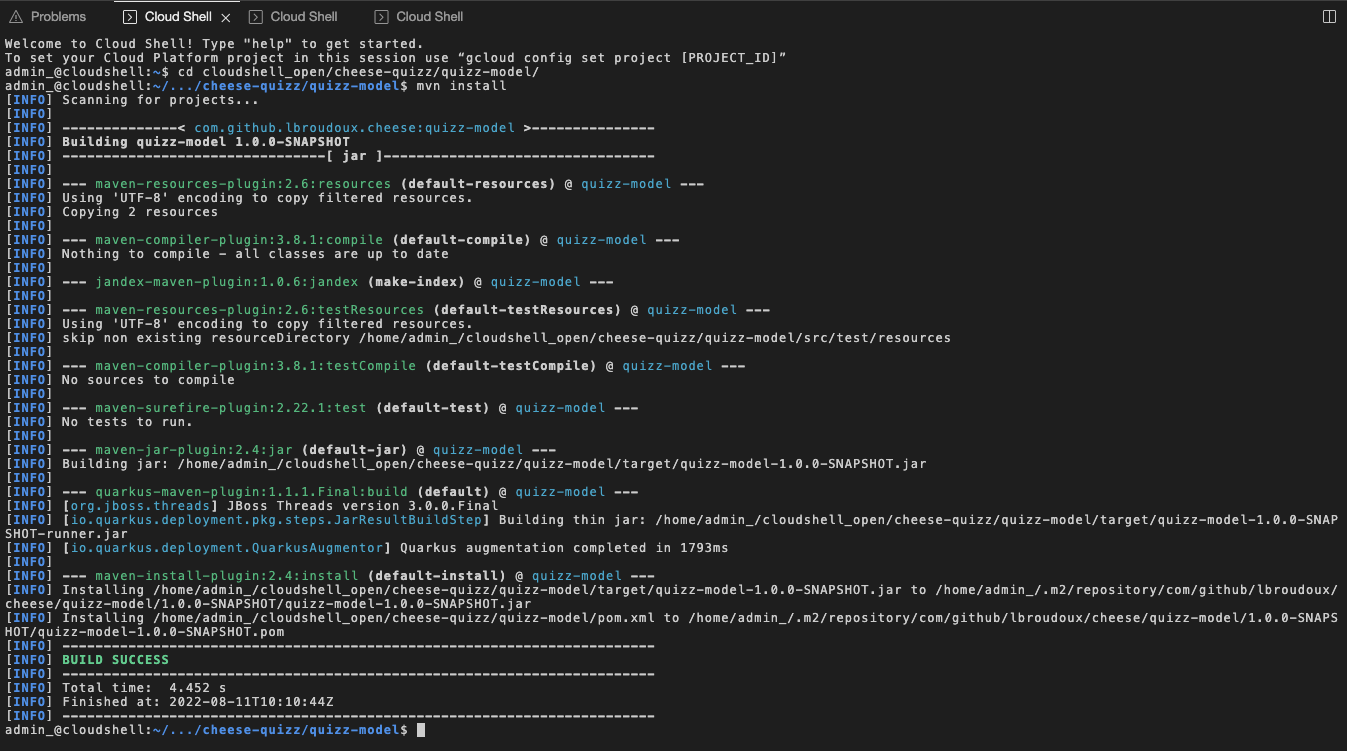 Problems Cloud Shell Cloud Shell Cloud Shell
Welcome to Cloud Shell! Type "help" to get started.
To set your Cloud Platform project in this session use “gcloud config set project [PROJECT_ID]”
admin_@cloudshell:~$ cd cloudshell_open/cheese-quizz/quizz-model/
admin_@cloudshell:~/.../cheese-quizz/quizz-model$ mvn install
[INFO] Scanning for projects...
[INFO]
[INFO] --------------< com.github.lbroudoux.cheese:quizz-model >---------------
[INFO] Building quizz-model 1.0.0-SNAPSHOT
[INFO] --------------------------------[ jar ]---------------------------------
[INFO]
[INFO] --- maven-resources-plugin:2.6:resources (default-resources) @ quizz-model ---
[INFO] Using 'UTF-8' encoding to copy filtered resources.
[INFO] Copying 2 resources
[INFO]
[INFO] --- maven-compiler-plugin:3.8.1:compile (default-compile) @ quizz-model ---
[INFO] Nothing to compile - all classes are up to date
[INFO]
[INFO] --- jandex-maven-plugin:1.0.6:jandex (make-index) @ quizz-model ---
[INFO]
[INFO] --- maven-resources-plugin:2.6:testResources (default-testResources) @ quizz-model ---
[INFO] Using 'UTF-8' encoding to copy filtered resources.
[INFO] skip non existing resourceDirectory /home/admin_/cloudshell_open/cheese-quizz/quizz-model/src/test/resources
[INFO]
[INFO] --- maven-compiler-plugin:3.8.1:testCompile (default-testCompile) @ quizz-model ---
[INFO] No sources to compile
[INFO]
[INFO] --- maven-surefire-plugin:2.22.1:test (default-test) @ quizz-model ---
[INFO] No tests to run.
[INFO]
[INFO] --- maven-jar-plugin:2.4:jar (default-jar) @ quizz-model ---
[INFO] Building jar: /home/admin_/cloudshell_open/cheese-quizz/quizz-model/target/quizz-model-1.0.0-SNAPSHOT.jar
[INFO]
[INFO] --- quarkus-maven-plugin:1.1.1.Final:build (default) @ quizz-model ---
[INFO] [org.jboss.threads] JBoss Threads version 3.0.0.Final
[INFO] [io.quarkus.deployment.pkg.steps.JarResultBuildStep] Building thin jar: /home/admin_/cloudshell_open/cheese-quizz/quizz-model/target/quizz-model-1.0.0-SNAP
SHOT-runner.jar
[INFO] [io.quarkus.deployment.QuarkusAugmentor] Quarkus augmentation completed in 1793ms
[INFO]
[INFO] --- maven-install-plugin:2.4:install (default-install) @ quizz-model ---
[INFO] Installing /home/admin_/cloudshell_open/cheese-quizz/quizz-model/target/quizz-model-1.0.0-SNAPSHOT.jar to /home/admin_/.m2/repository/com/github/lbroudoux/
cheese/quizz-model/1.0.0-SNAPSHOT/quizz-model-1.0.0-SNAPSHOT.jar
[INFO] Installing /home/admin_/cloudshell_open/cheese-quizz/quizz-model/pom.xml to /home/admin_/.m2/repository/com/github/lbroudoux/cheese/quizz-model/1.0.0-SNAPS
HOT/quizz-model-1.0.0-SNAPSHOT.pom
[INFO] ------------------------------------------------------------------------
[INFO] BUILD SUCCESS
[INFO] ------------------------------------------------------------------------
[INFO] Total time:  4.452 s
[INFO] Finished at: 2022-08-11T10:10:44Z
[INFO] ------------------------------------------------------------------------
admin_@cloudshell:~/.../cheese-quizz/quizz-model$